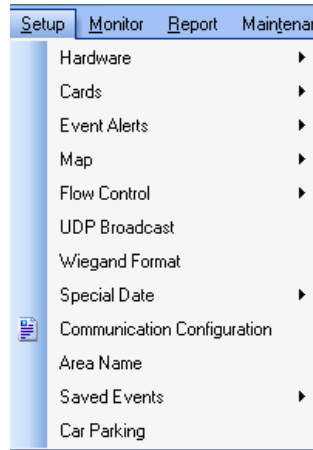 Setup Monitor Report
Hardware
Cards
Event Alerts
Map
Flow Control
UDP Broadcast
Wiegand Format
Special Date
Communication Configuration
Area Name
Saved Events
Car Parking